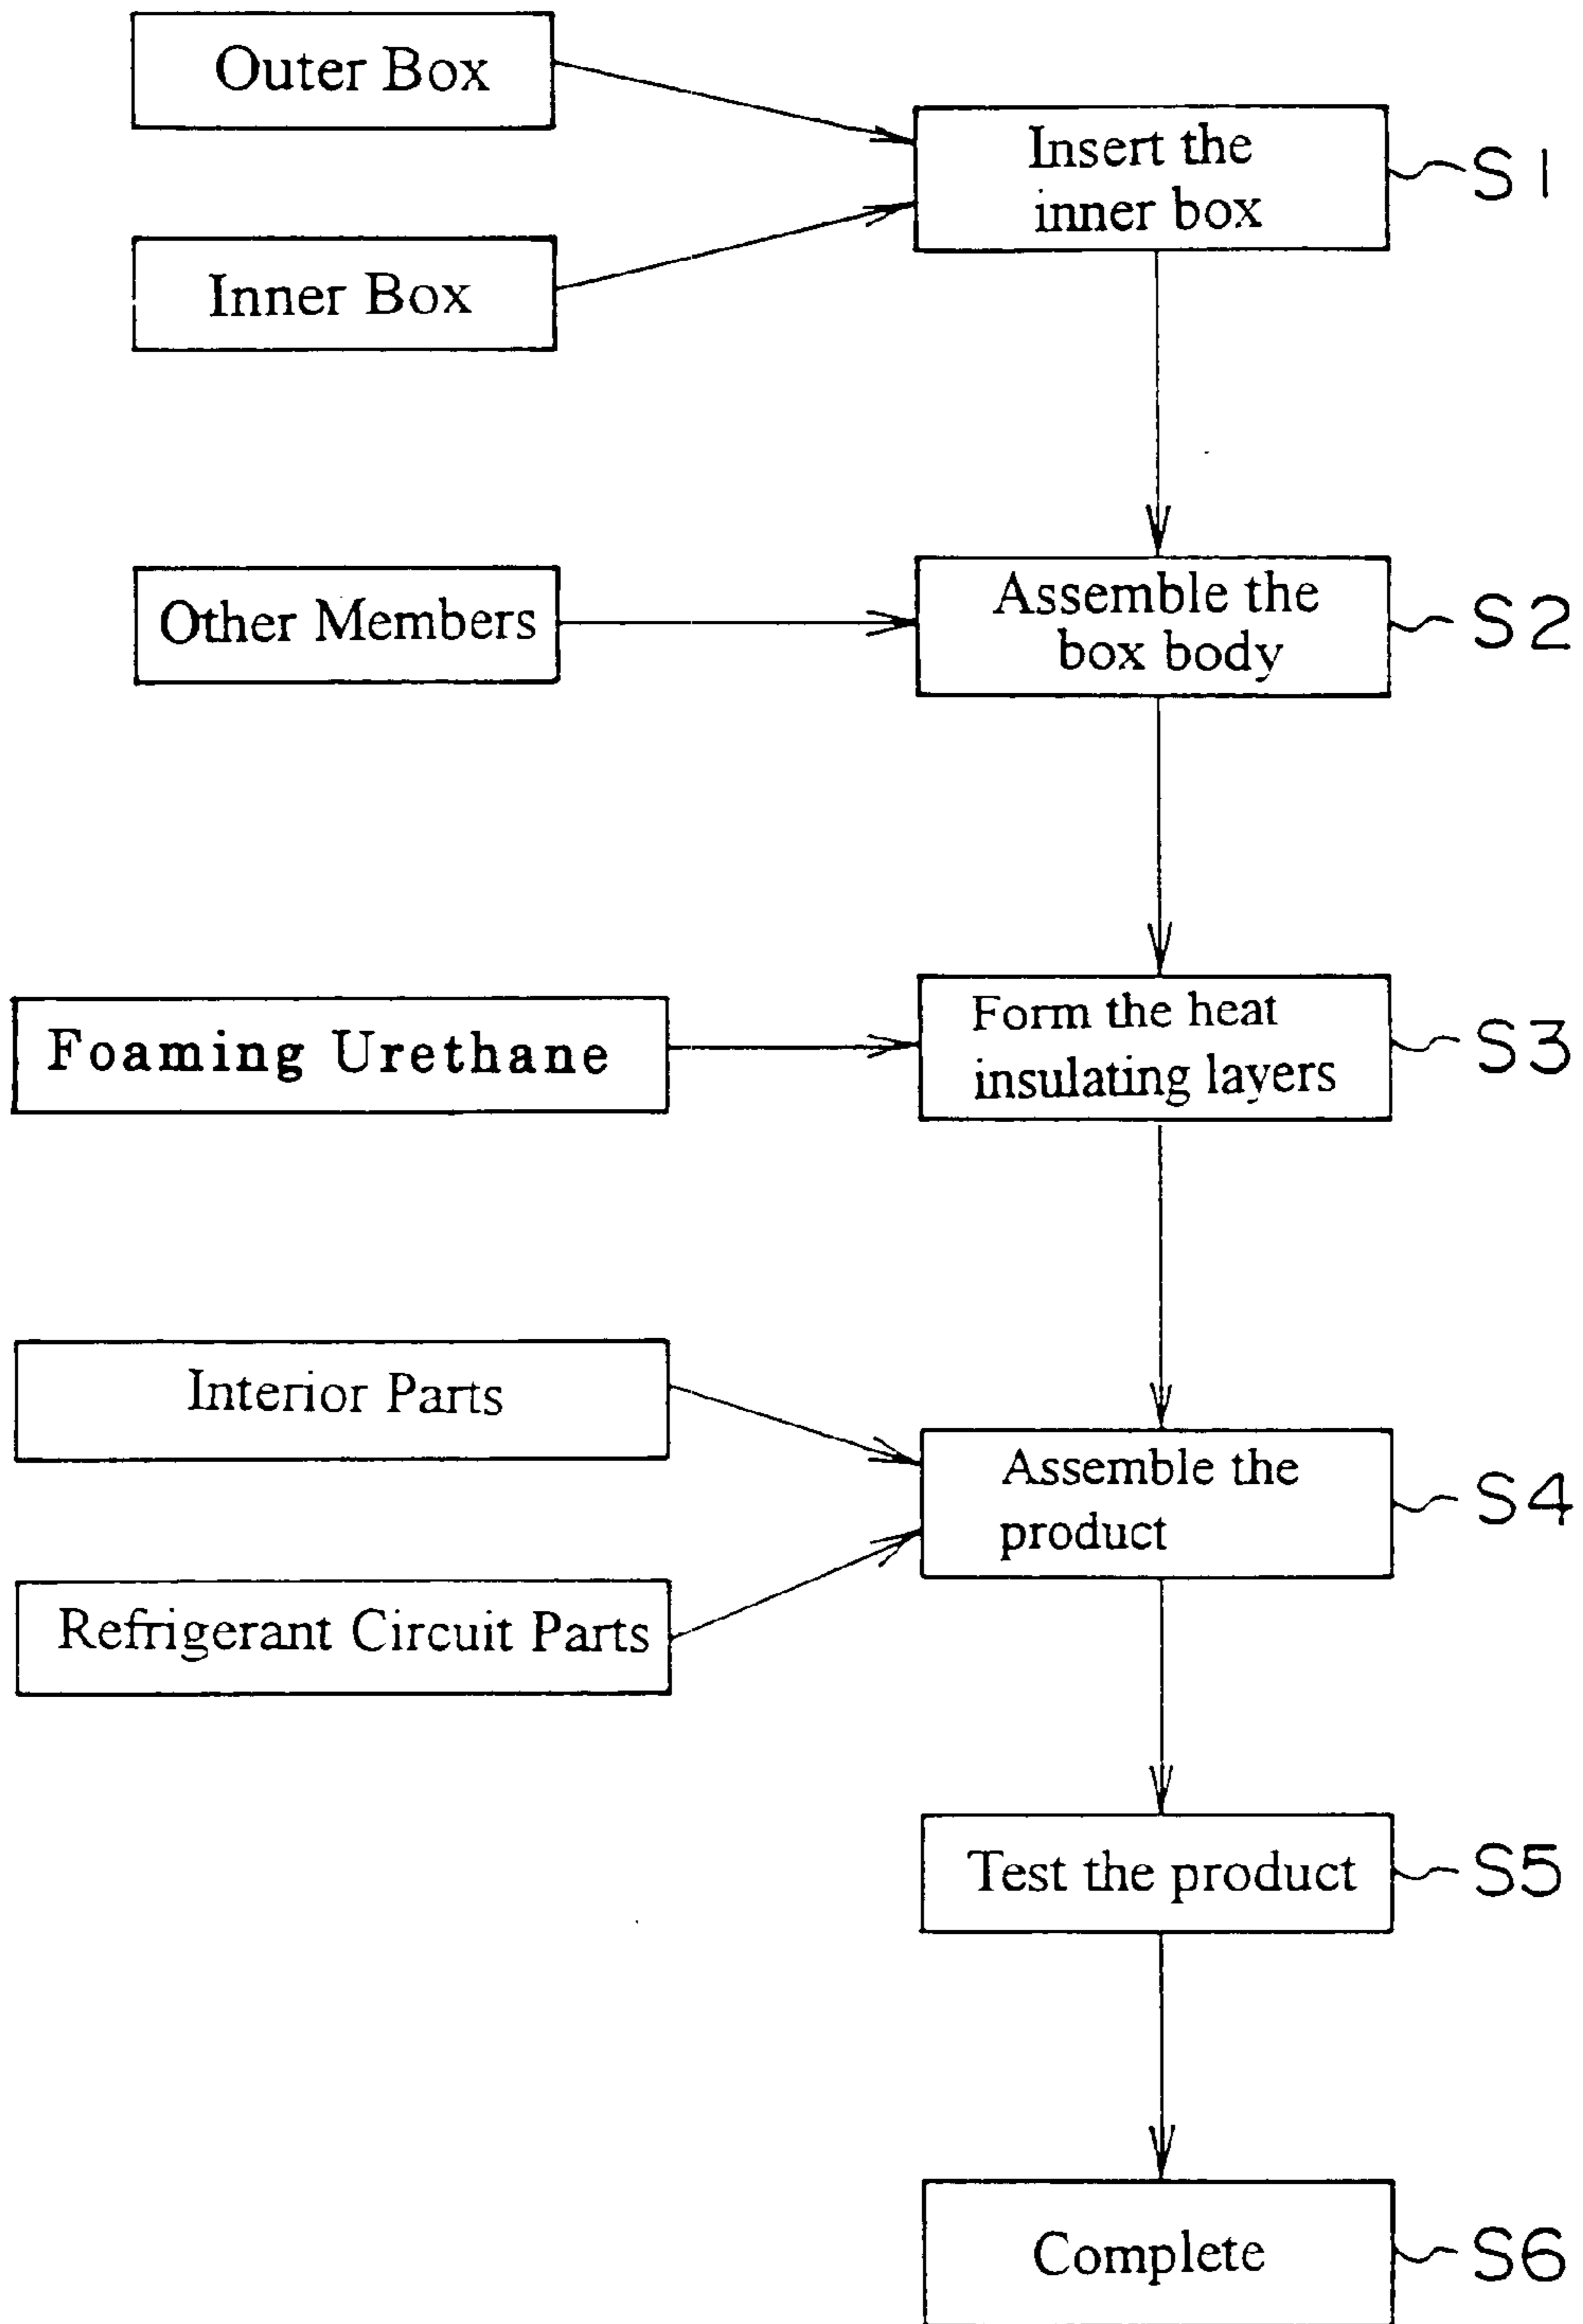 Outer Box
Insert the
inner box
S1
Inner Box
Other Members
Assemble the
box body
S2
Foaming Urethane
Form the heat
insulating layers
S3
Interior Parts
Assemble the
product
S4
Refrigerant Circuit Parts
Test the product
S5
Complete
S6